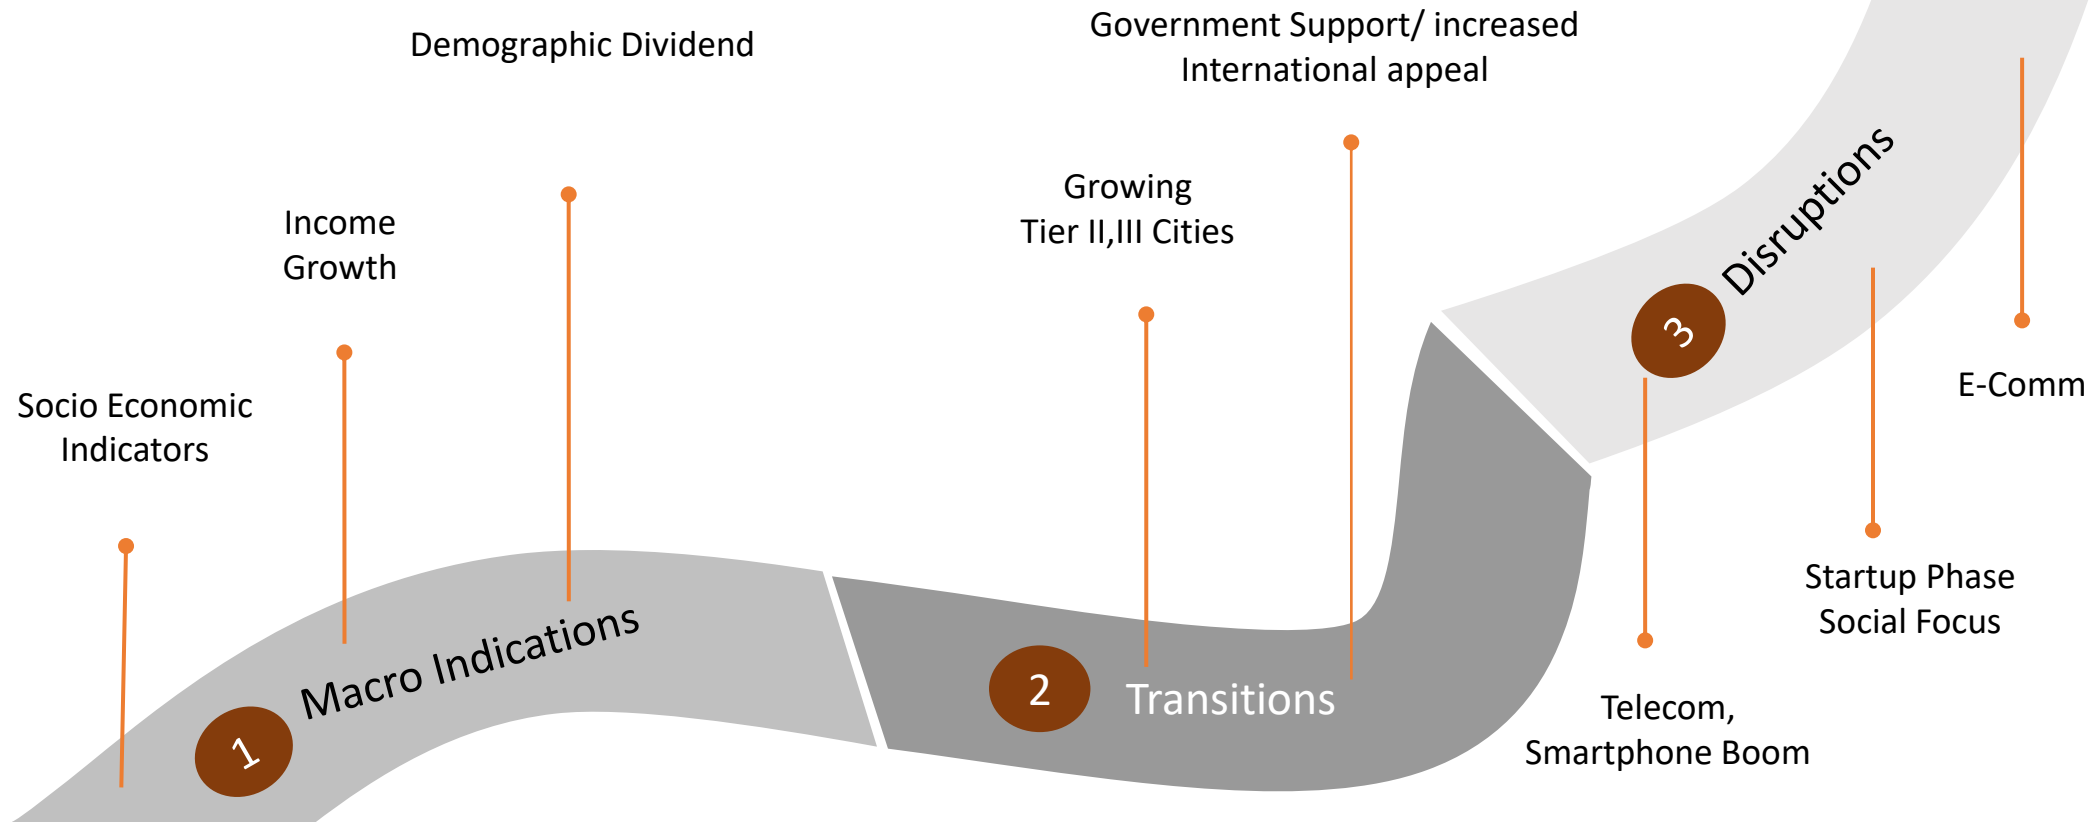 Demographic Dividend
Government Support/ increased
International appeal
Growing
Tier II,III Cities
Income
Growth
Socio Economic
Indicators
1
Macro Indications
2
Transitions
3
Disruptions
E-Comm
Startup Phase
Social Focus
Telecom,
Smartphone Boom